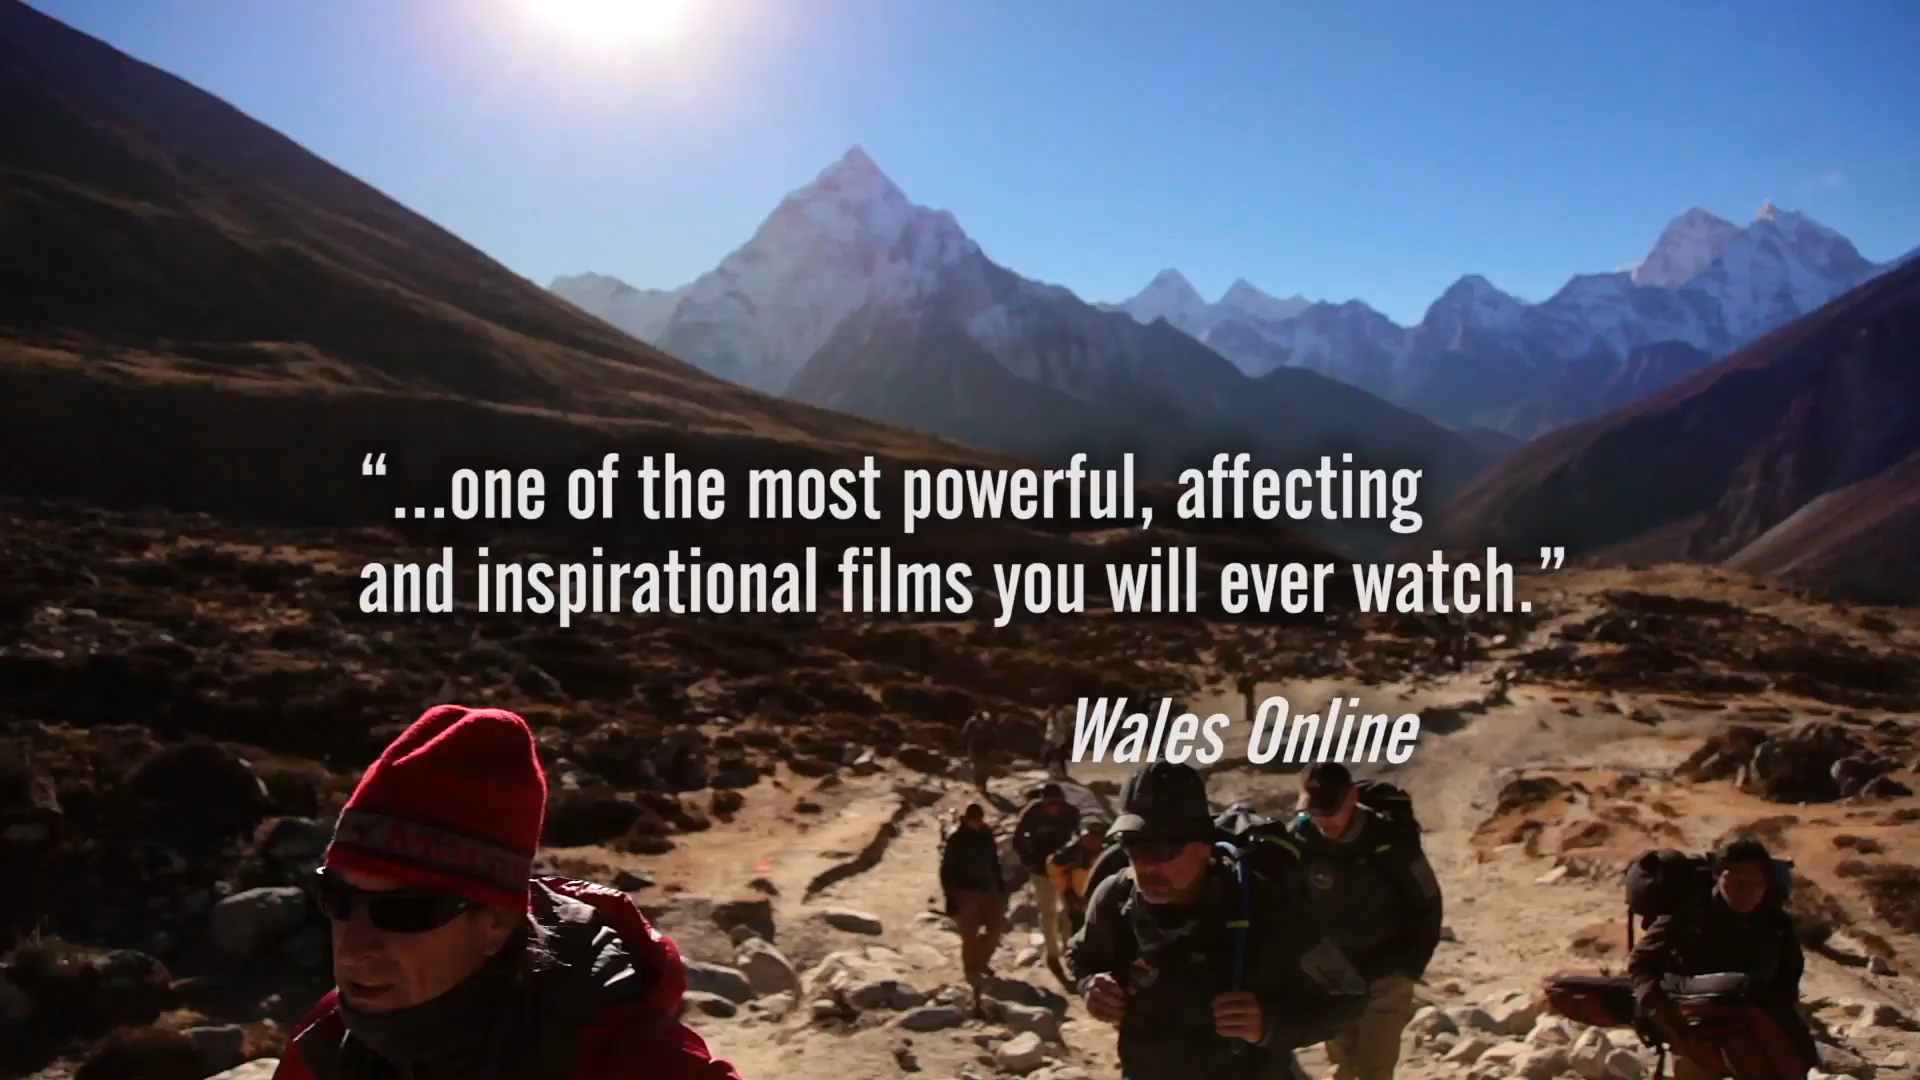 “...one of the most powerful, affecting
and inspirational films you will ever watch.”
Wales Online